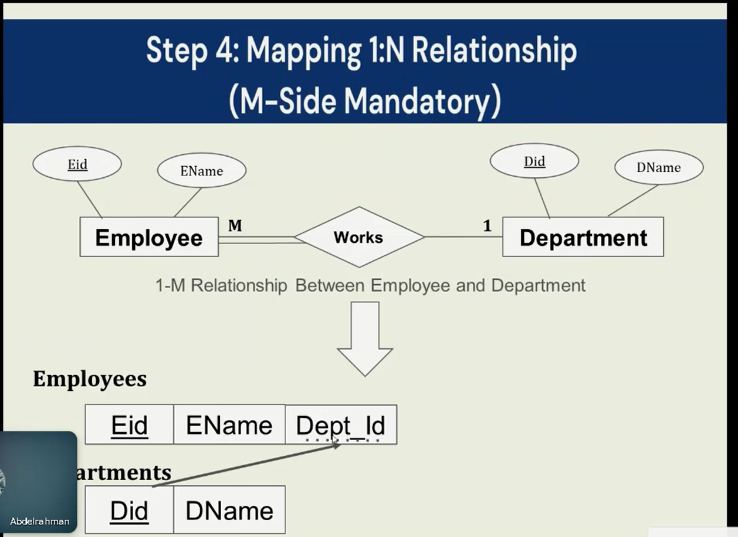 Step 4: Mapping 1:N Relationship
(M-Side Mandatory)
Eid
EName
Did
DName
Employee
M
Works
1
Department
1-M Relationship Between Employee and Department
Employees
Eid EName Dept_Id
artments
Did DName
Abdelrahman